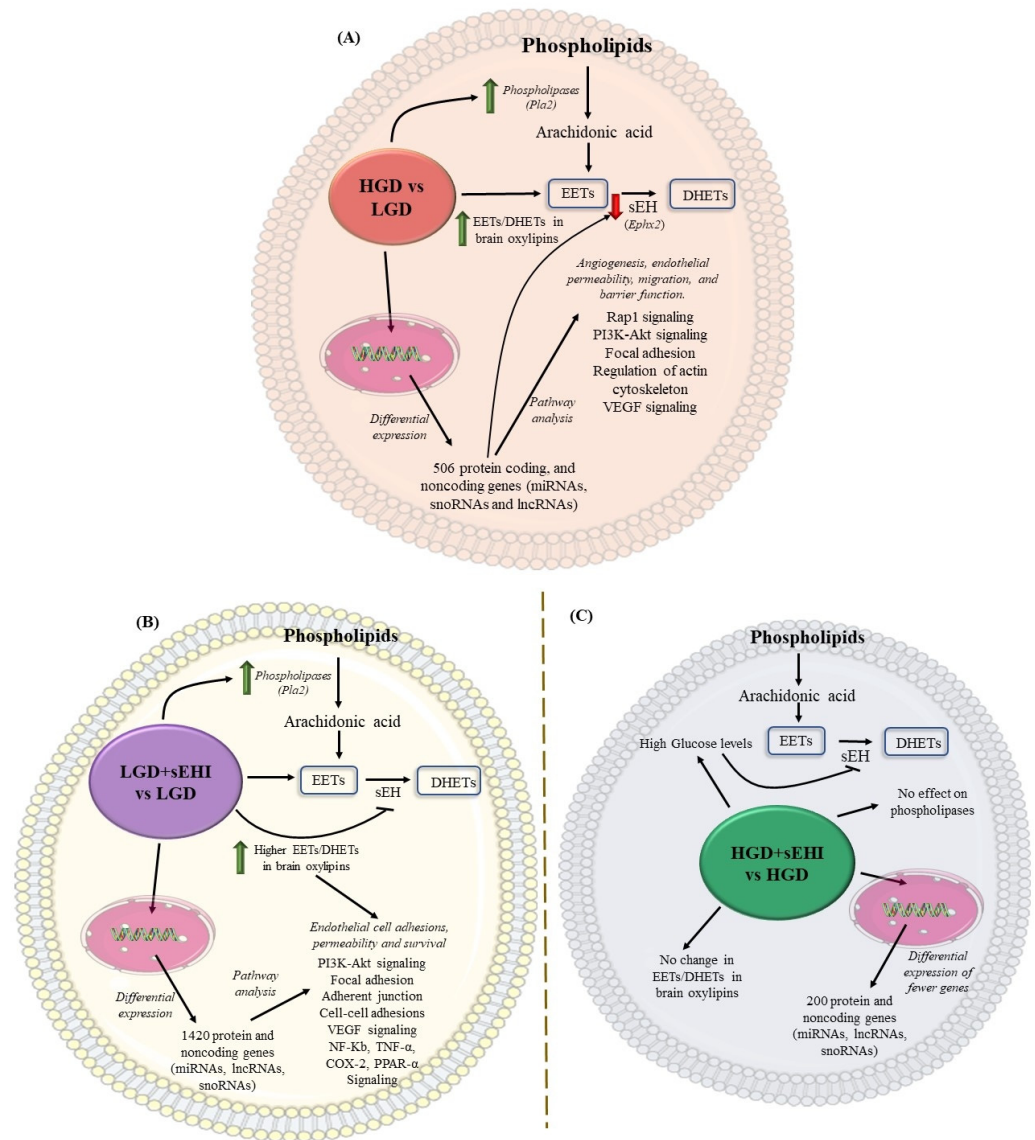 (A)
Phospholipids
Phospholipases
(Pla2)
Arachidonic acid
HGD vs
LGD
EETs
DHETs
sEH
(Ephx2)
EETs/DHETs in
brain oxylipins
Angiogenesis, endothelial
permeability, migration, and
barrier function.
Rap1 signaling
PI3K-Akt signaling
Focal adhesion
Regulation of actin
cytoskeleton
VEGF signaling
Differential
expression
Pathway
analysis
506 protein coding, and
noncoding genes (miRNAs,
snoRNAs and lncRNAs)
(B)
Phospholipids
Phospholipases
(Pla2)
Arachidonic acid
LGD+sEHI
vs LGD
EETs
sEH
DHETs
Higher EETs/DHETs
in brain oxylipins
Endothelial cell adhesions,
permeability and survival
PI3K-Akt signaling
Focal adhesion
Adherent junction
Cell-cell adhesions
VEGF signaling
NF-Kb, TNF-α,
COX-2, PPAR-α
Signaling
Differential
expression
Pathway
analysis
1420 protein and
noncoding genes
(miRNAs, lncRNAs,
snoRNAs)
(C)
Phospholipids
Arachidonic acid
High Glucose levels
EETs
sEH
DHETs
No effect on
phospholipases
HGD+sEHI
vs HGD
No change in
EETs/DHETs in
brain oxylipins
Differential
expression of
fewer genes
200 protein and
noncoding genes
(miRNAs, lncRNAs,
snoRNAs)